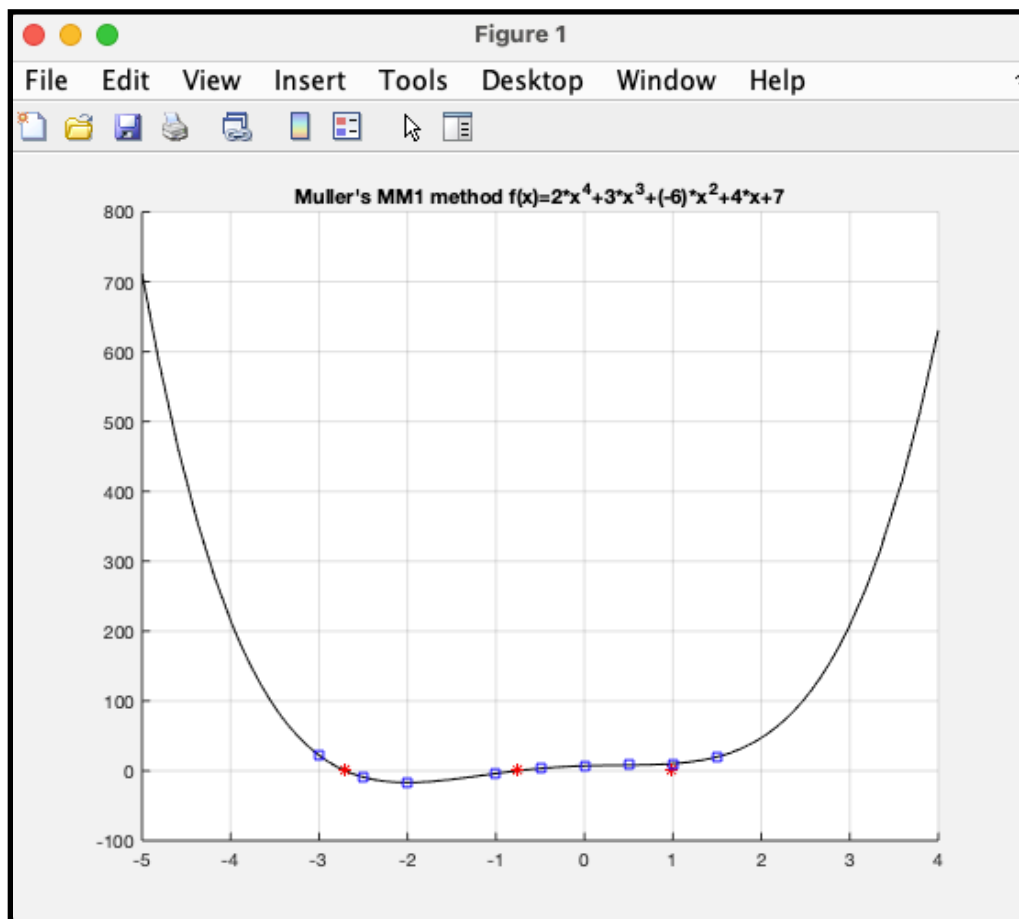 Figure 1
File Edit View Insert Tools Desktop Window Help
Muller's MM1 method f(x)=2*x^4+3*x^3+(-6)*x^2+4*x+7
800
700
600
500
400
300
200
100
0
-100
-5 -4 -3 -2 -1 0 1 2 3 4